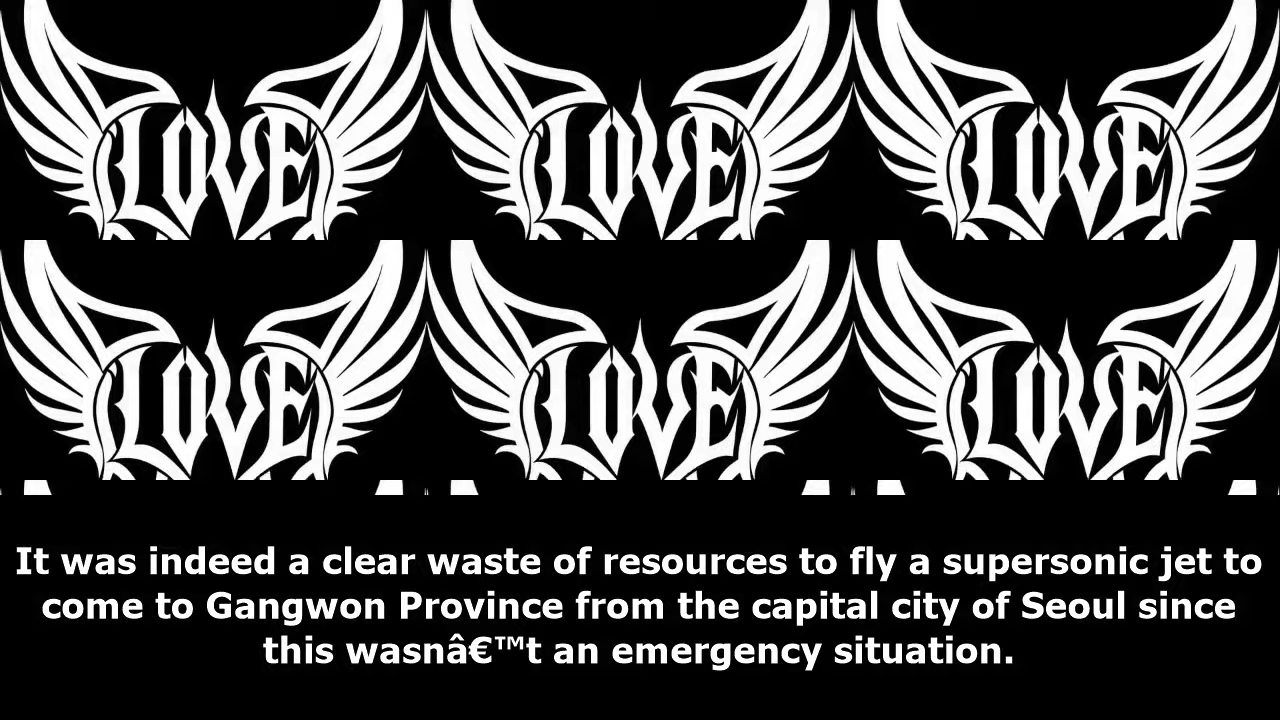 LOVE LOVE LOVE
LOVE LOVE LOVE
It was indeed a clear waste of resources to fly a supersonic jet to
come to Gangwon Province from the capital city of Seoul since
this wasnâ€™t an emergency situation.